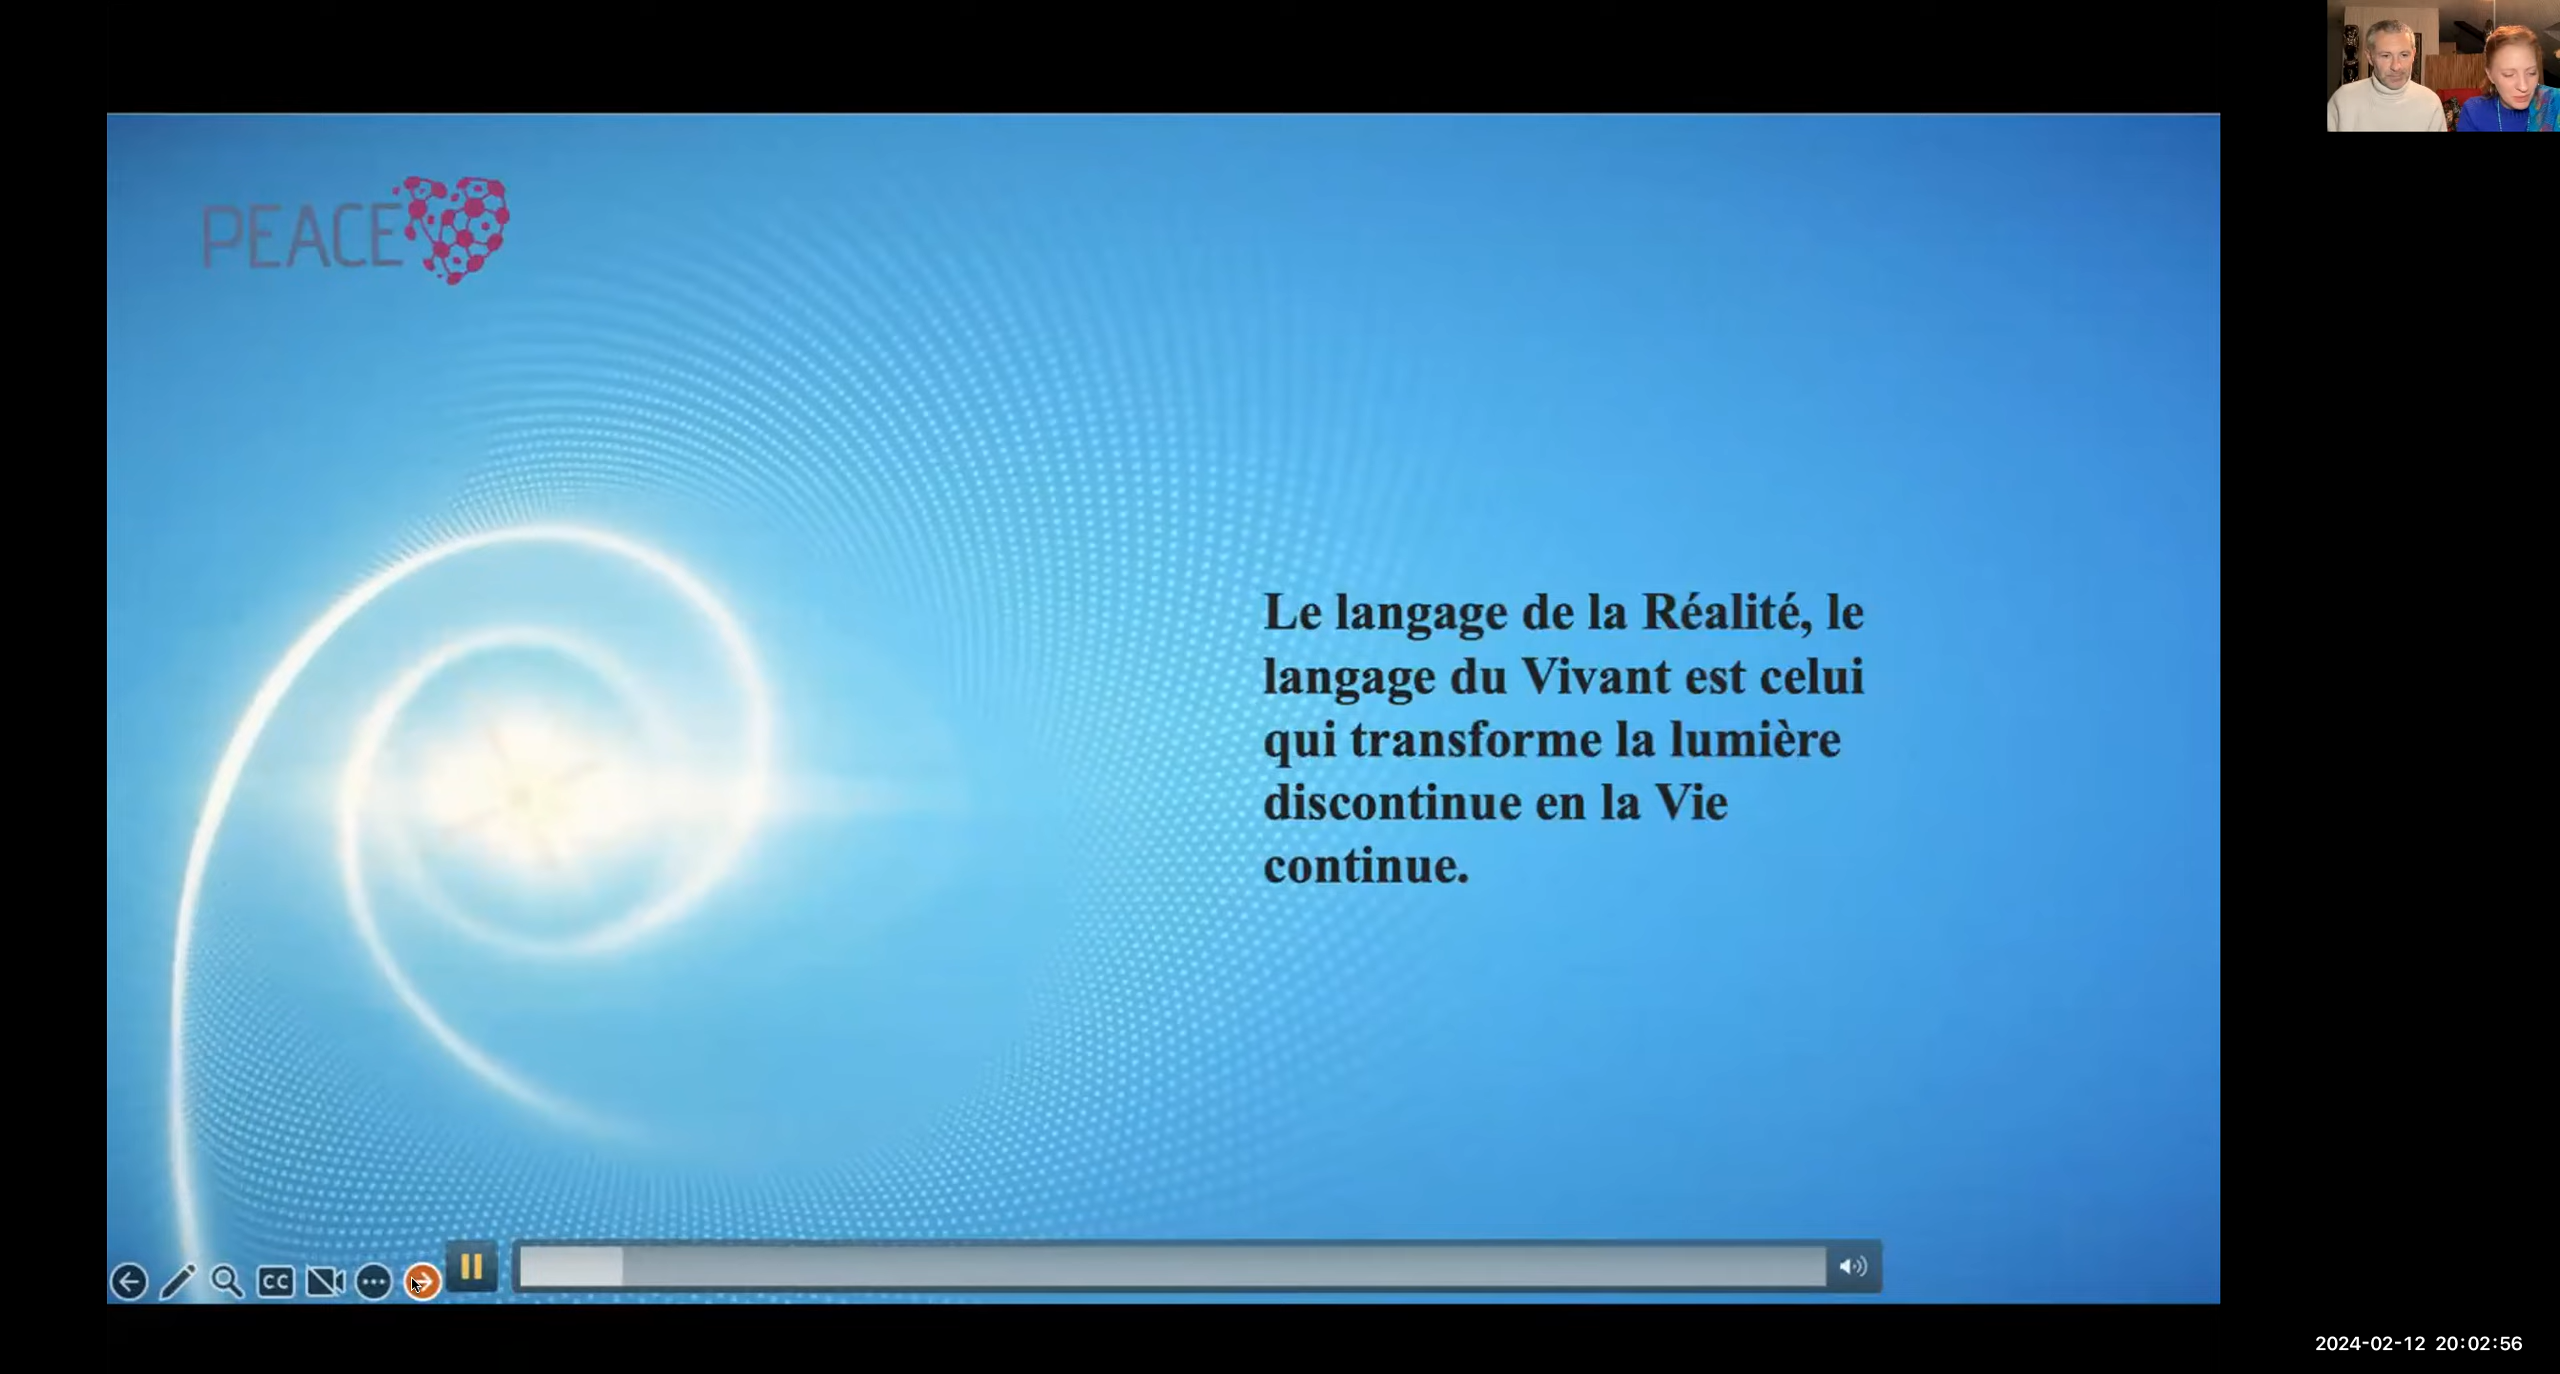 PEACE
Le langage de la Réalité, le
langage du Vivant est celui
qui transforme la lumière
discontinue en la Vie
continue.
CC
2024-02-12 20:02:56